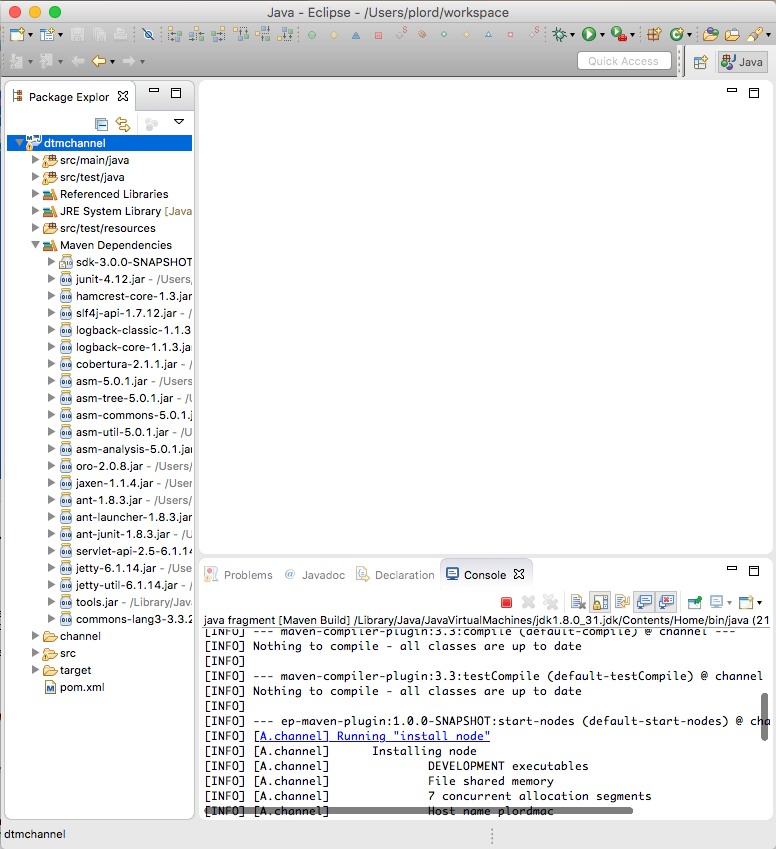 Java - Eclipse - /Users/plord/workspace
Quick Access
Java
Package Explor
dtmchannel
src/main/java
src/test/java
Referenced Libraries
JRE System Library [Java
src/test/resources
Maven Dependencies
sdk-3.0.0-SNAPSHOT
junit-4.12.jar - /Users,
hamcrest-core-1.3.jar
slf4j-api-1.7.12.jar - /U
logback-classic-1.1.3
logback-core-1.1.3.ja
cobertura-2.1.1.jar - /
asm-5.0.1.jar - /Users
asm-tree-5.0.1.jar - /U
asm-commons-5.0.1.j
asm-util-5.0.1.jar - /U
asm-analysis-5.0.1.jar
oro-2.0.8.jar - /Users/
jaxen-1.1.4.jar - /User
ant-1.8.3.jar - /Users/
ant-launcher-1.8.3.jar
ant-junit-1.8.3.jar - /U
servlet-api-2.5-6.1.14
jetty-6.1.14.jar - /User
jetty-util-6.1.14.jar - /
tools.jar - /Library/Jav
commons-lang3-3.3.2
channel
src
target
pom.xml
Problems
Javadoc
Declaration
Console
java fragment [Maven Build] /Library/Java/JavaVirtualMachines/jdk1.8.0_31.jdk/Contents/Home/bin/java (21
[INFO] --- maven-compiler-plugin:3.3:compile (default-compile) @ channel ---
[INFO] Nothing to compile - all classes are up to date
[INFO]
[INFO] --- maven-compiler-plugin:3.3:testCompile (default-testCompile) @ channel
[INFO] Nothing to compile - all classes are up to date
[INFO]
[INFO] --- ep-maven-plugin:1.0.0-SNAPSHOT:start-nodes (default-start-nodes) @ cha
[INFO] [A.channel] Running "install node"
[INFO] [A.channel] Installing node
[INFO] [A.channel] DEVELOPMENT executables
[INFO] [A.channel] File shared memory
[INFO] [A.channel] 7 concurrent allocation segments
[INFO] [A.channel] Host name plordmac
dtmchannel